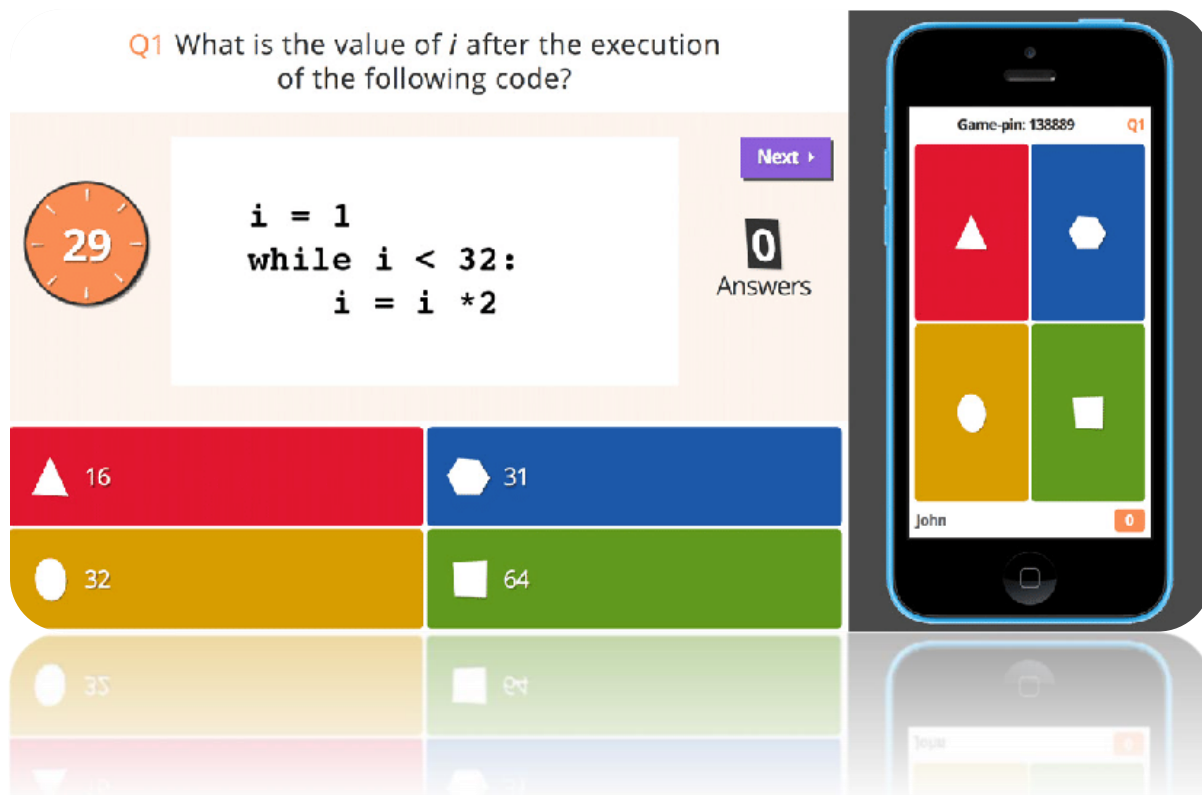 Q1 What is the value of i after the execution
of the following code?
29
i = 1
while i < 32:
    i = i *2
Next
0
Answers
16
31
32
64
Game-pin: 138889 Q1
John 0